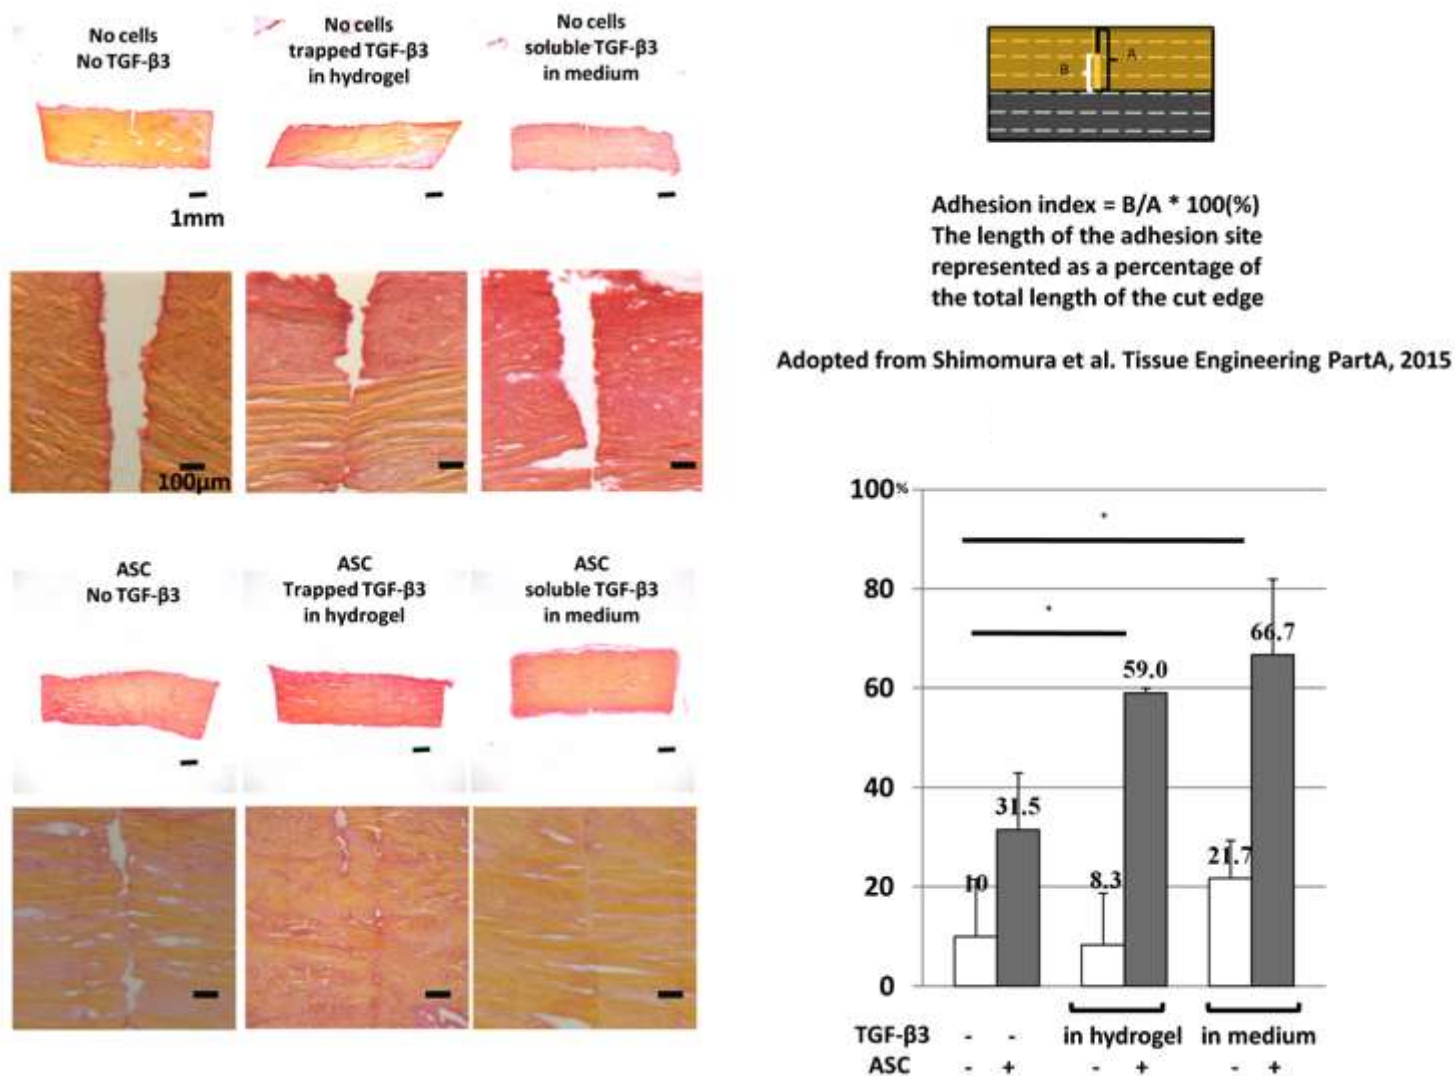 No cells
No TGF-β3
No cells
trapped TGF-β3
in hydrogel
No cells
soluble TGF-β3
in medium
1mm
100μm
ASC
No TGF-β3
ASC
Trapped TGF-β3
in hydrogel
ASC
soluble TGF-β3
in medium
A
B
Adhesion index = B/A * 100(%)
The length of the adhesion site
represented as a percentage of
the total length of the cut edge
Adopted from Shimomura et al. Tissue Engineering PartA, 2015
100%
80
60
40
20
0
*
*
10
31.5
8.3
59.0
21.7
66.7
TGF-β3 - - in hydrogel in medium
ASC - + - + - +